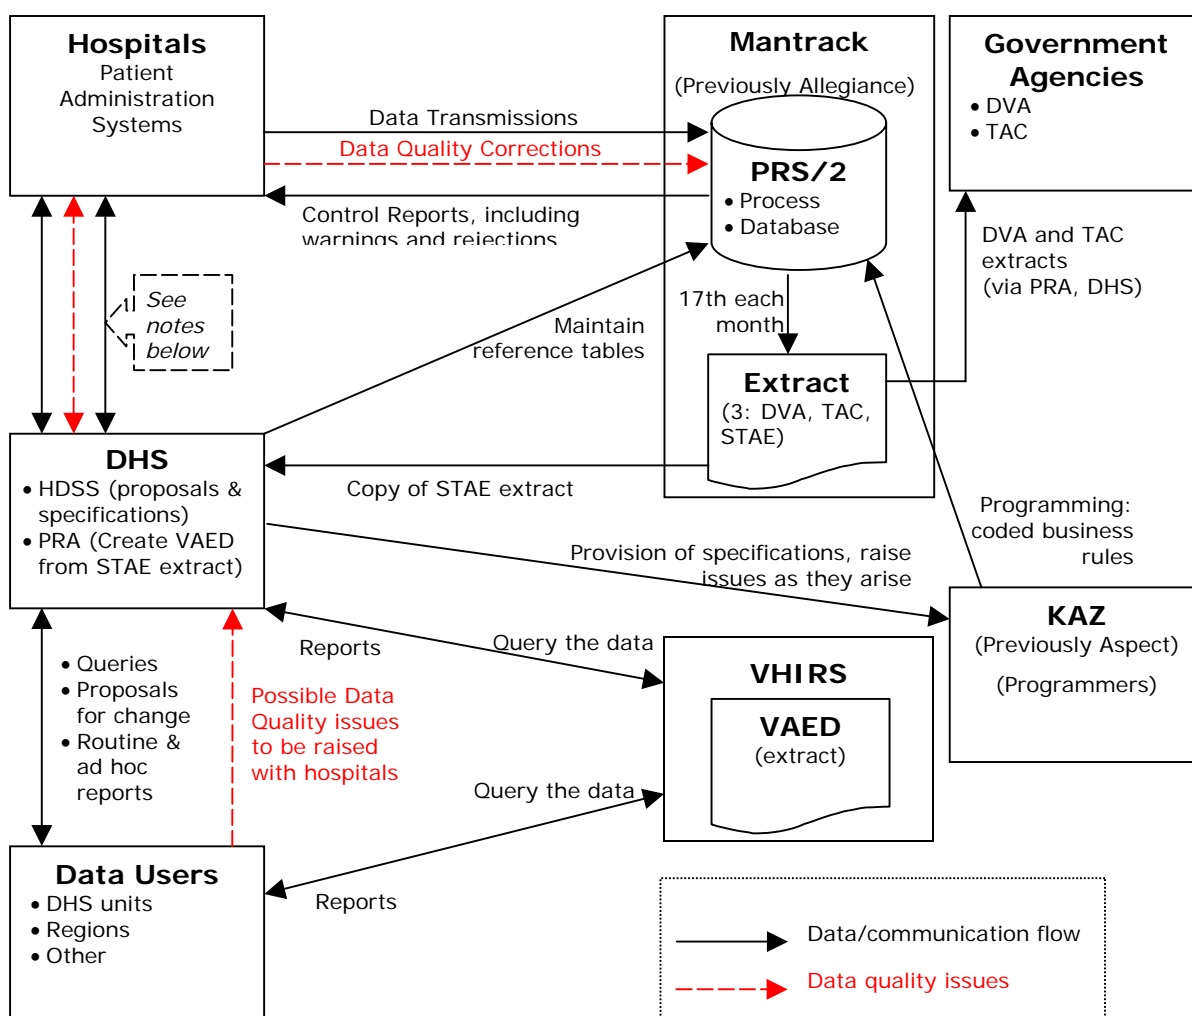 Hospitals
Patient
Administration
Systems
Data Transmissions
Data Quality Corrections
Control Reports, including
warnings and rejections
Mantrack
(Previously Allegiance)
PRS/2
• Process
• Database
17th each
month
Extract
(3: DVA, TAC,
STAE)
Government
Agencies
• DVA
• TAC
DVA and TAC
extracts
(via PRA, DHS)
See
notes
below
Maintain
reference tables
DHS
• HDSS (proposals &
specifications)
• PRA (Create VAED
from STAE extract)
Copy of STAE extract
Provision of specifications, raise
issues as they arise
Programming:
coded business
rules
KAZ
(Previously Aspect)
(Programmers)
Reports
Query the data
VHIRS
VAED
(extract)
• Queries
• Proposals
for change
• Routine &
ad hoc
reports
Possible Data
Quality issues
to be raised
with hospitals
Query the data
Reports
Data Users
• DHS units
• Regions
• Other
Data/communication flow
Data quality issues